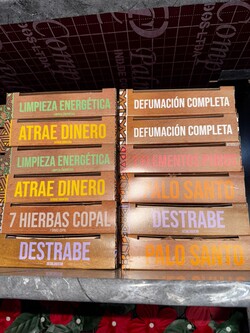 LIMPIEZA ENERGÉTICA
ATRAE DINERO
LIMPIEZA ENERGÉTICA
ATRAE DINERO
7 HIERBAS COPAL
DESTRABE
DEFUMACIÓN COMPLETA
DEFUMACIÓN COMPLETA
PALO SANTO
DESTRABE
PALO SANTO